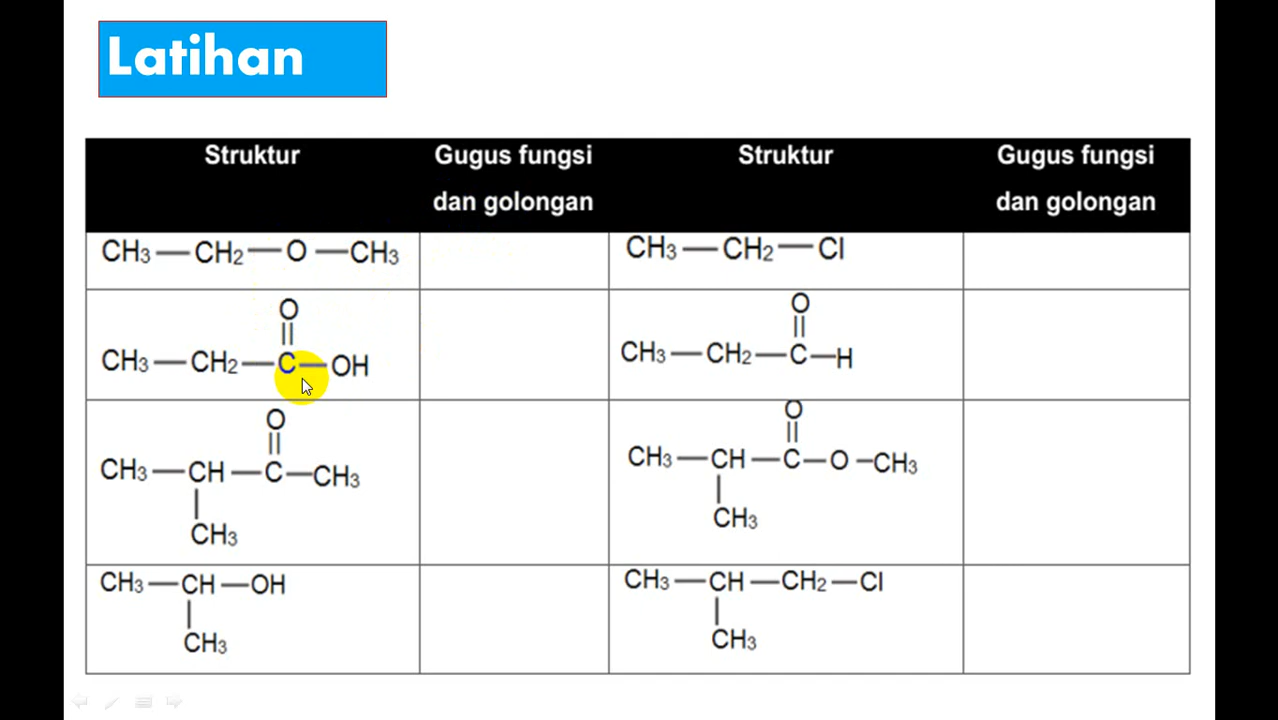 Latihan
Struktur
Gugus fungsi
dan golongan
Struktur
Gugus fungsi
dan golongan
CH3—CH2—O—CH3
CH3—CH2—Cl
O
||
CH3—CH2—C—OH
O
||
CH3—CH2—C—H
O
||
CH3—CH—C—CH3
|
CH3
O
||
CH3—CH—C—O—CH3
|
CH3
CH3—CH—OH
|
CH3
CH3—CH—CH2—Cl
|
CH3